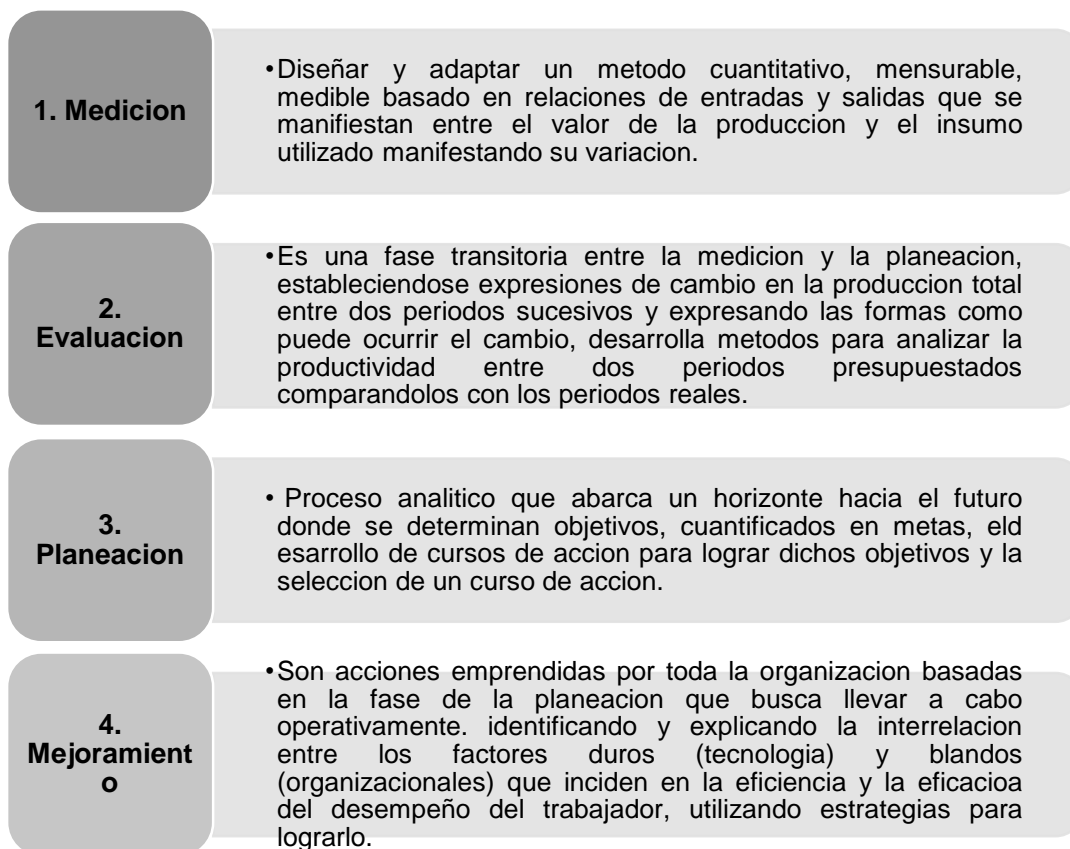 1. Medicion
•Diseñar y adaptar un metodo cuantitativo, mensurable,
medible basado en relaciones de entradas y salidas que se
manifiestan entre el valor de la produccion y el insumo
utilizado manifestando su variacion.
2.
Evaluacion
•Es una fase transitoria entre la medicion y la planeacion,
estableciendose expresiones de cambio en la produccion total
entre dos periodos sucesivos y expresando las formas como
puede ocurrir el cambio, desarrolla metodos para analizar la
productividad entre dos periodos presupuestados
comparandolos con los periodos reales.
3.
Planeacion
• Proceso analitico que abarca un horizonte hacia el futuro
donde se determinan objetivos, cuantificados en metas, eld
esarrollo de cursos de accion para lograr dichos objetivos y la
seleccion de un curso de accion.
4.
Mejoramient
o
•Son acciones emprendidas por toda la organizacion basadas
en la fase de la planeacion que busca llevar a cabo
operativamente. identificando y explicando la interrelacion
entre los factores duros (tecnologia) y blandos
(organizacionales) que inciden en la eficiencia y la eficacioa
del desempeño del trabajador, utilizando estrategias para
lograrlo.